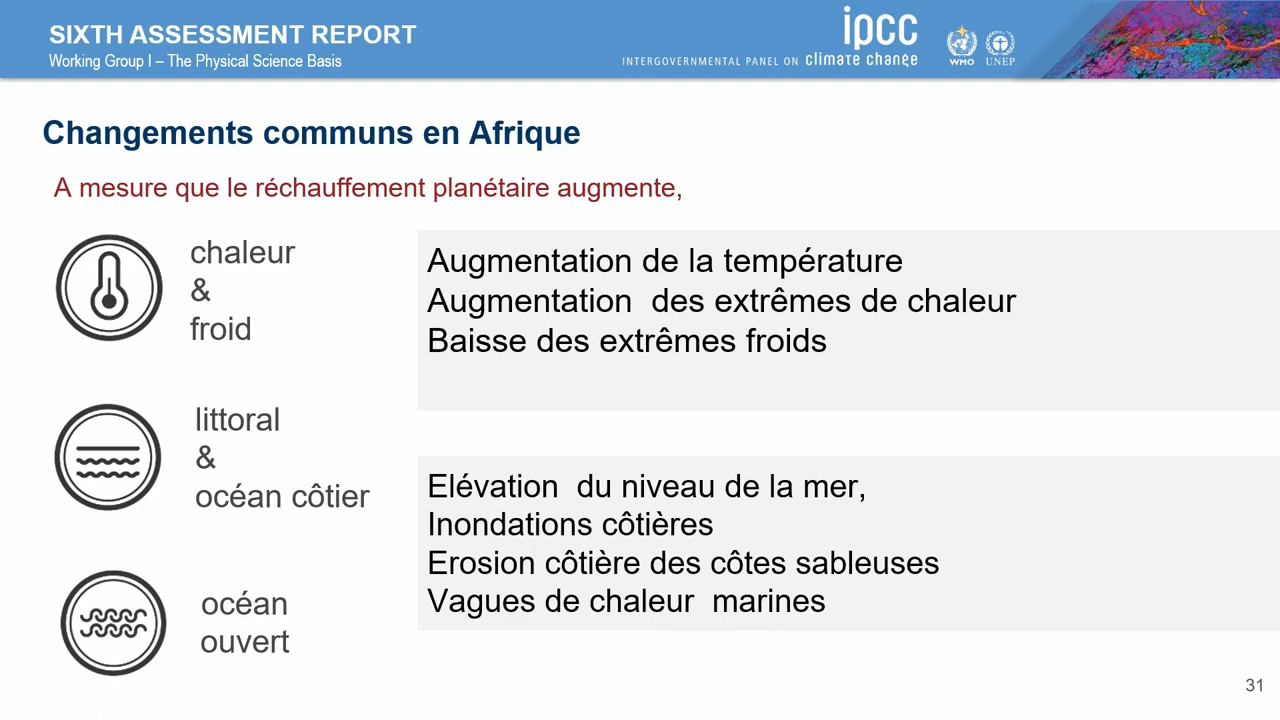 SIXTH ASSESSMENT REPORT
Working Group I – The Physical Science Basis
ipcc
INTERGOVERNMENTAL PANEL ON climate change
WMO
UNEP
Changements communs en Afrique
A mesure que le réchauffement planétaire augmente,
chaleur
&
froid
Augmentation de la température
Augmentation  des extrêmes de chaleur
Baisse des extrêmes froids
littoral
&
océan côtier
Elévation  du niveau de la mer,
Inondations côtières
Erosion côtière des côtes sableuses
Vagues de chaleur  marines
océan
ouvert
31